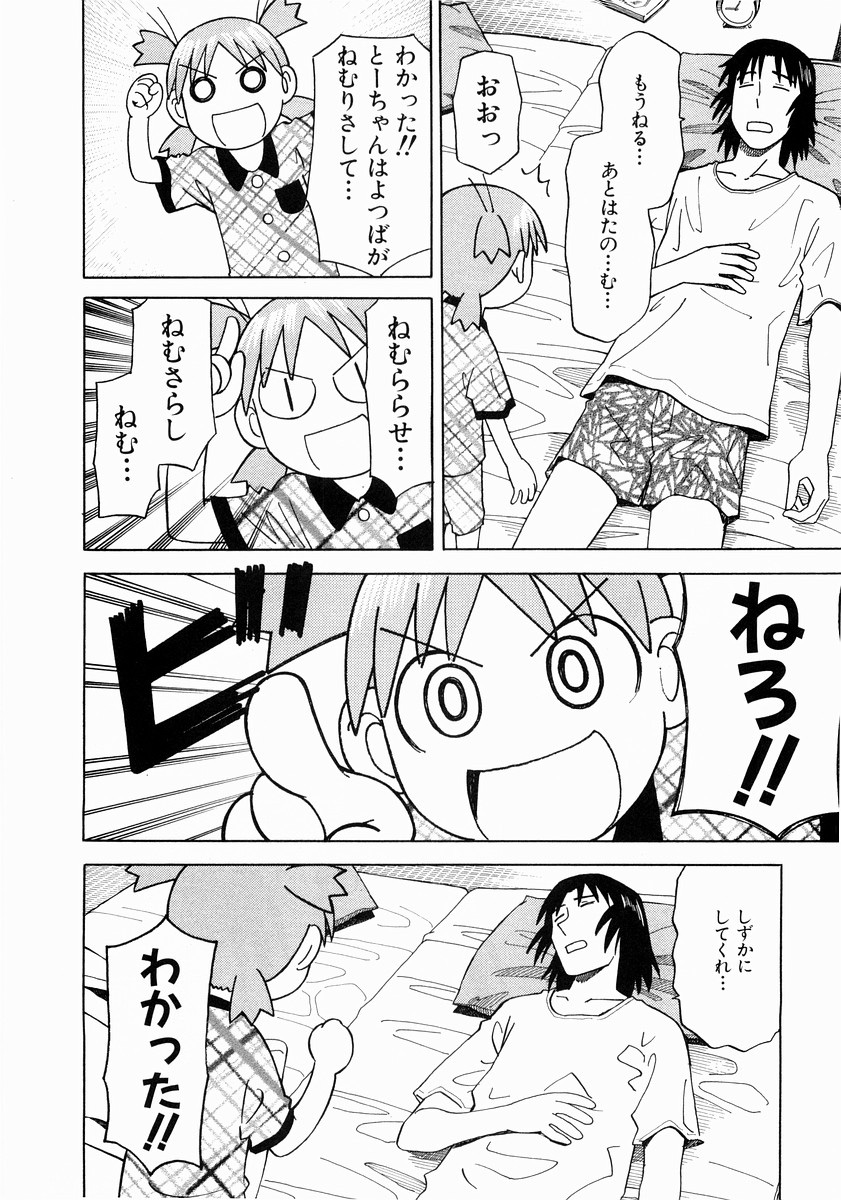 もうねる…
あとはたの…む…
おおっ
わかった!!
とーちゃんはよつばが
ねむりさして…
ねむららせ…
ねむさらし
ねむ…
ねろ!!
ビッ
しずかに
してくれ…
わかった!!